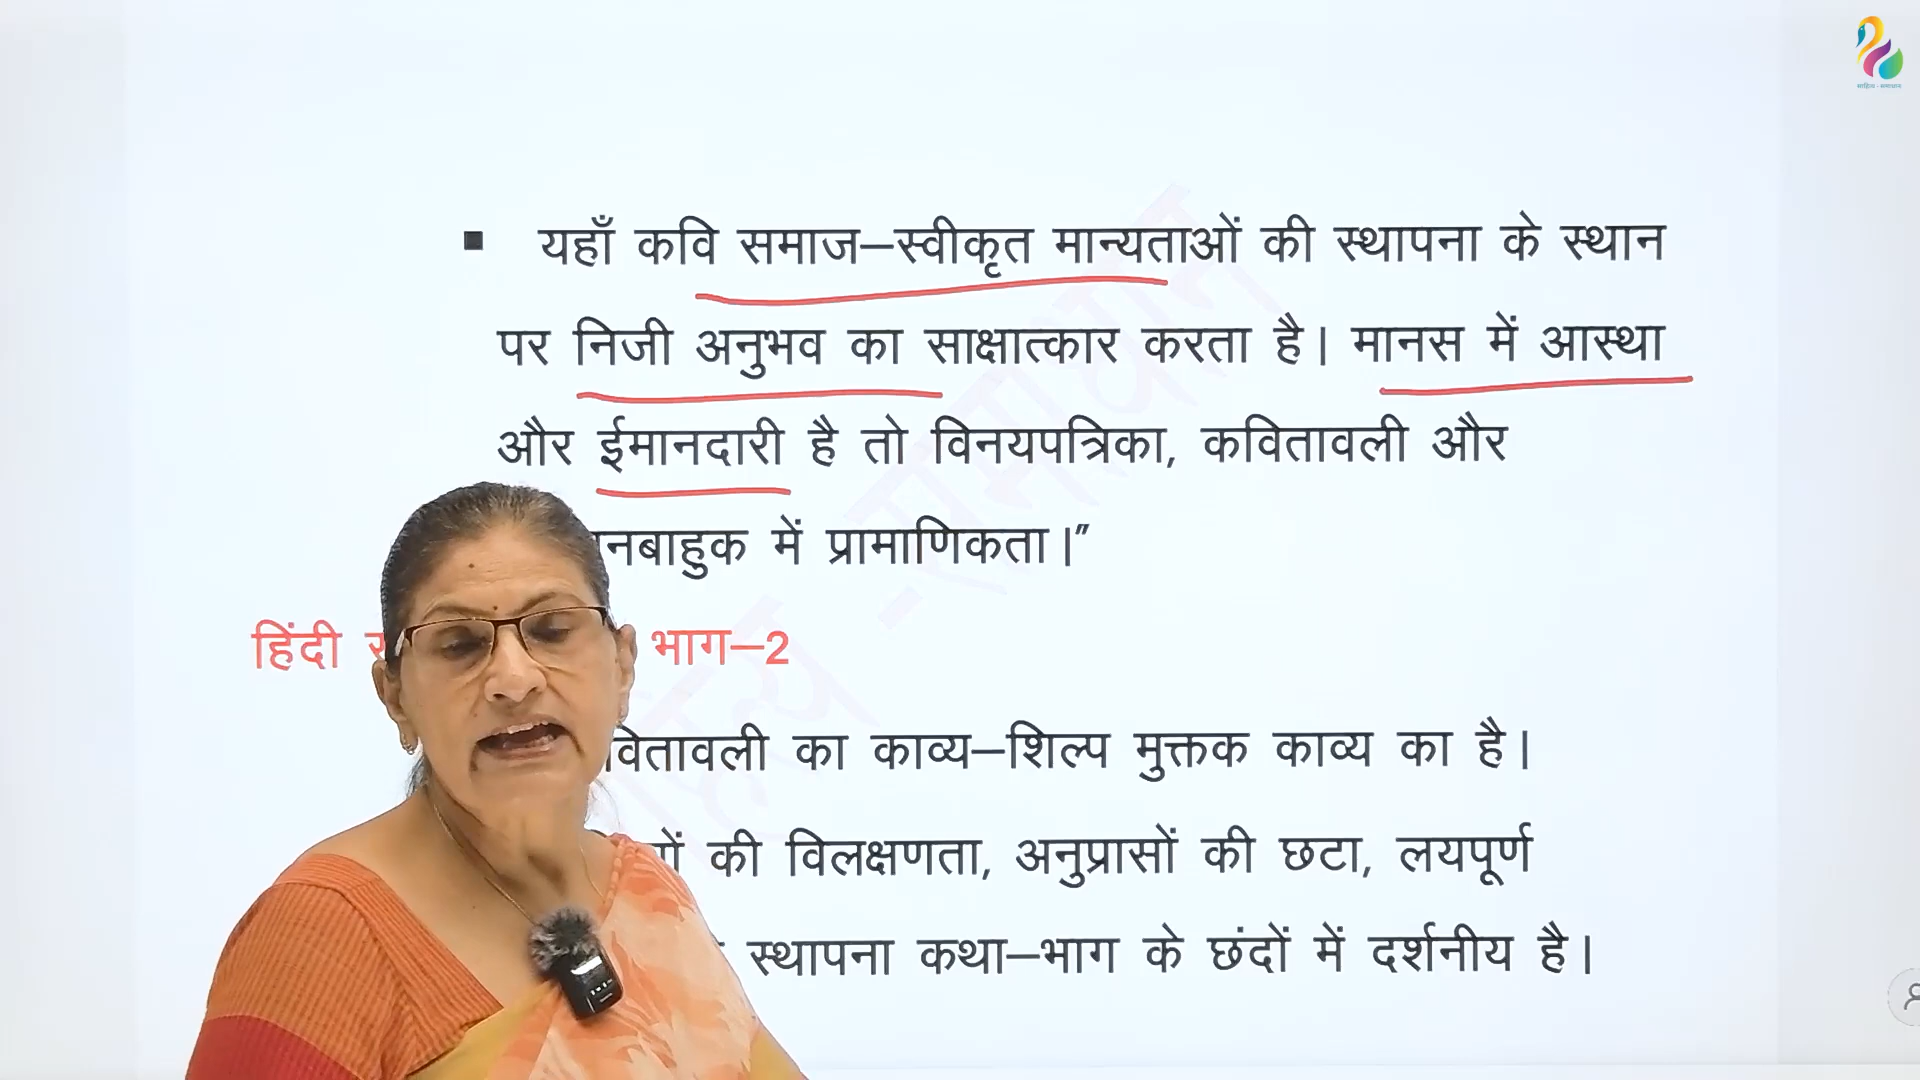 साहित्य - समाधान
यहाँ कवि समाज–स्वीकृत मान्यताओं की स्थापना के स्थान
पर निजी अनुभव का साक्षात्कार करता है। मानस में आस्था
और ईमानदारी है तो विनयपत्रिका, कवितावली और
नबाहुक में प्रामाणिकता।”
हिंदी भाग–2
वितावली का काव्य–शिल्प मुक्तक काव्य का है।
की विलक्षणता, अनुप्रासों की छटा, लयपूर्ण
स्थापना कथा–भाग के छंदों में दर्शनीय है।